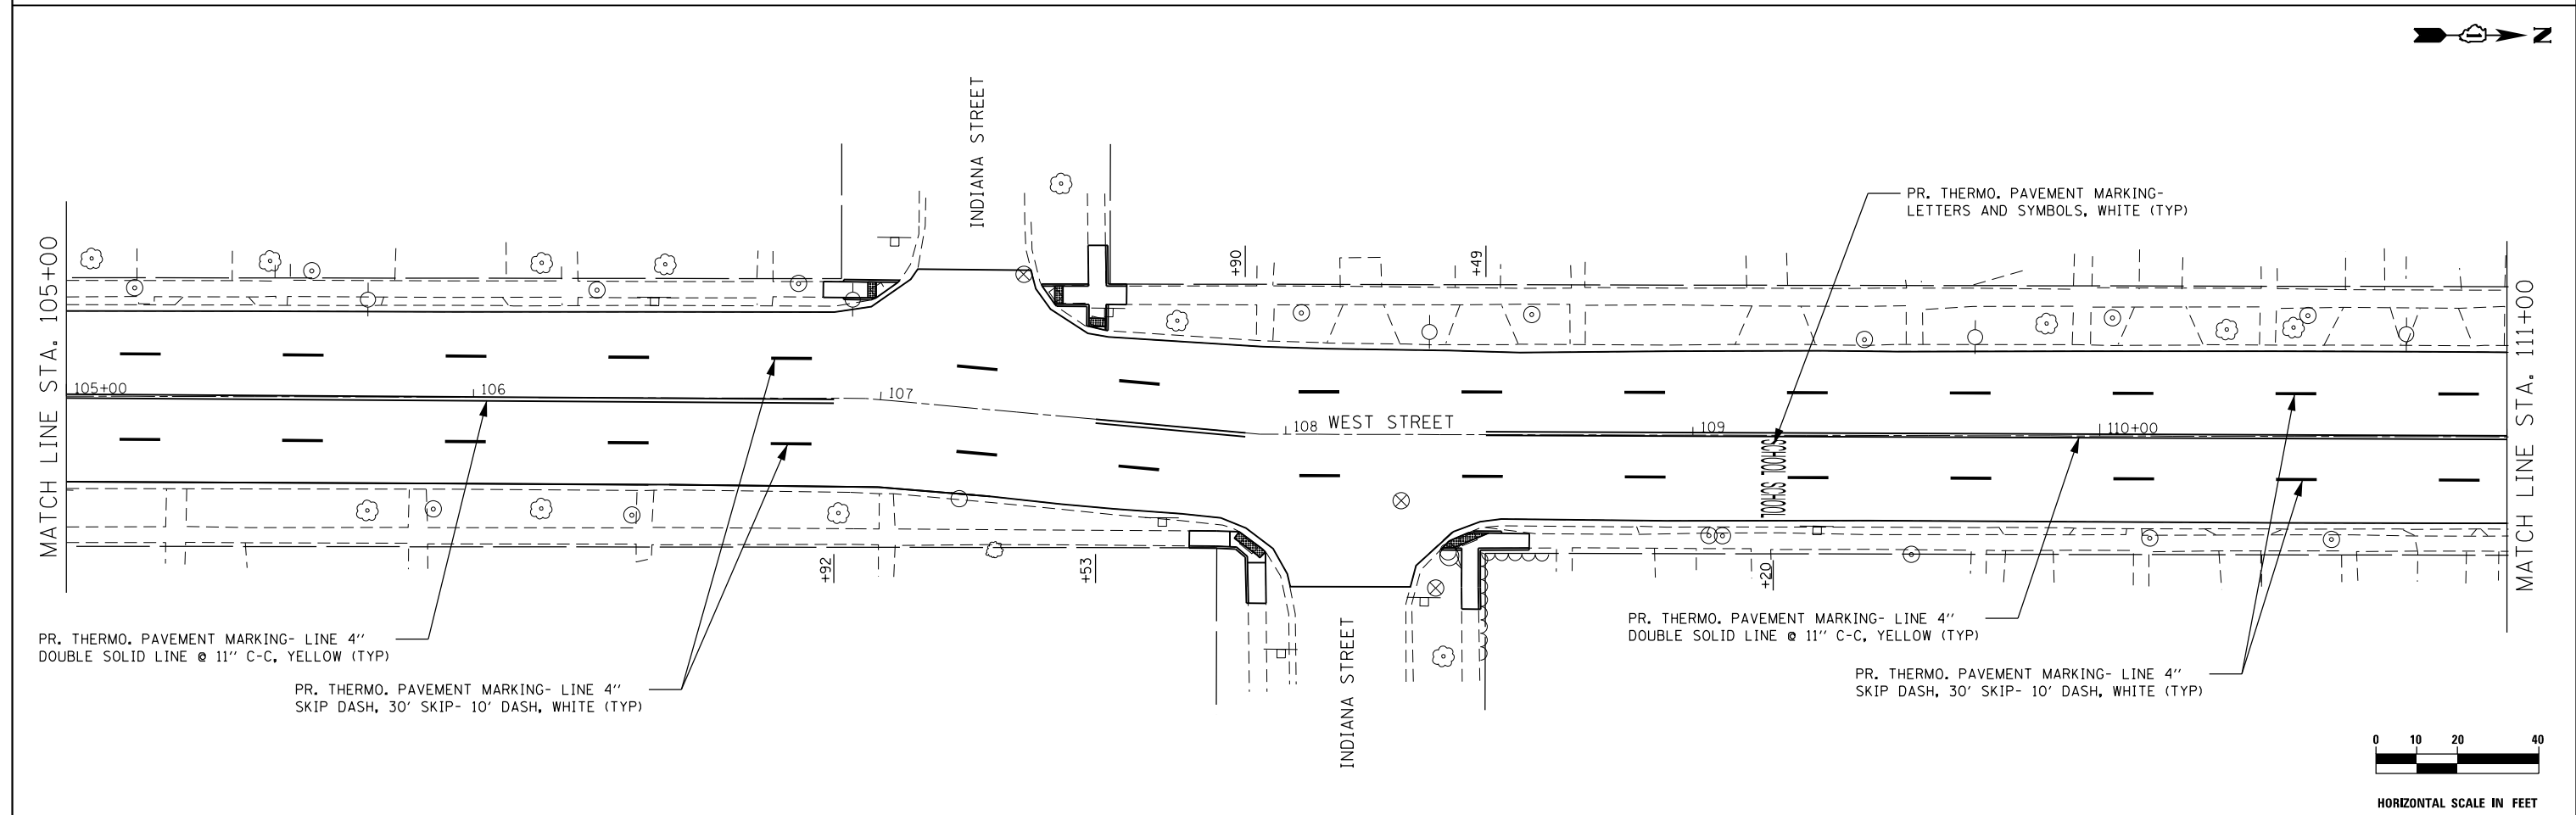 N
INDIANA STREET
PR. THERMO. PAVEMENT MARKING-
LETTERS AND SYMBOLS, WHITE (TYP)
MATCH LINE STA. 105+00
+90
+49
MATCH LINE STA. 111+00
105+00
106
107
108
WEST STREET
109
110+00
SCHOOL
+92
+53
+20
PR. THERMO. PAVEMENT MARKING- LINE 4''
DOUBLE SOLID LINE @ 11'' C-C, YELLOW (TYP)
PR. THERMO. PAVEMENT MARKING- LINE 4''
SKIP DASH, 30' SKIP- 10' DASH, WHITE (TYP)
INDIANA STREET
PR. THERMO. PAVEMENT MARKING- LINE 4''
DOUBLE SOLID LINE @ 11'' C-C, YELLOW (TYP)
PR. THERMO. PAVEMENT MARKING- LINE 4''
SKIP DASH, 30' SKIP- 10' DASH, WHITE (TYP)
0 10 20 40
HORIZONTAL SCALE IN FEET